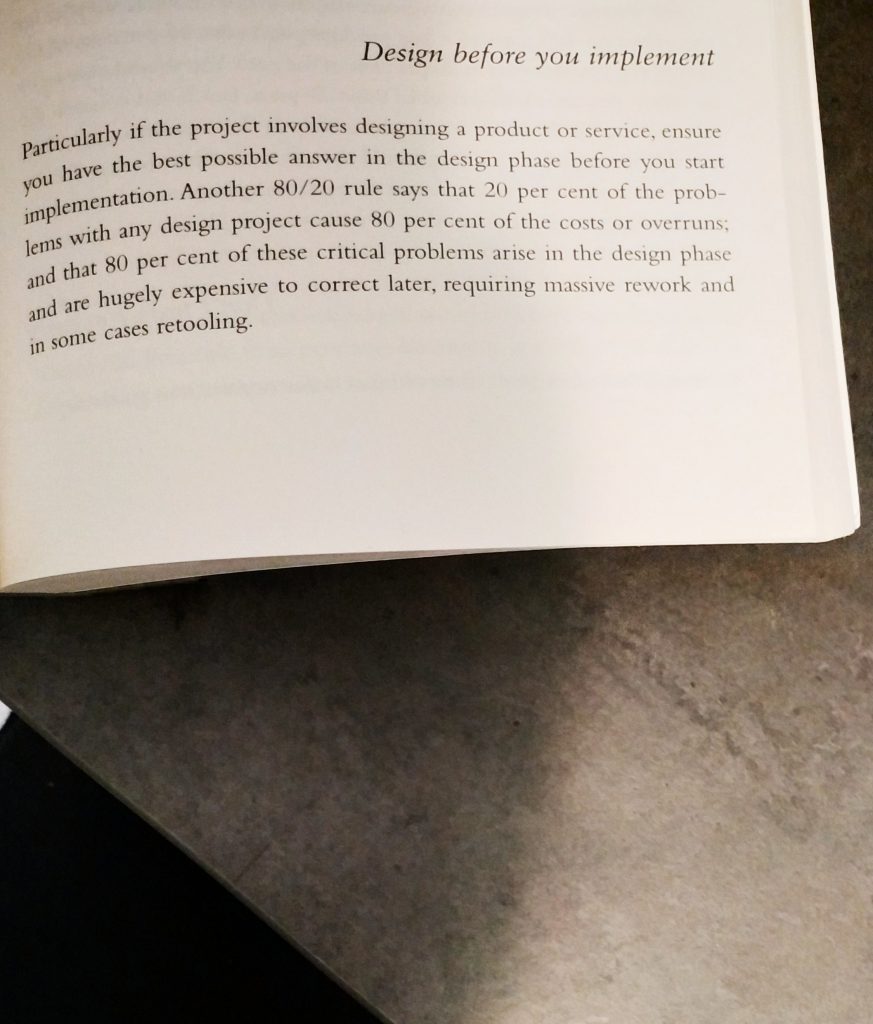 Design before you implement
Particularly if the project involves designing a product or service, ensure
you have the best possible answer in the design phase before you start
implementation. Another 80/20 rule says that 20 per cent of the prob-
lems with any design project cause 80 per cent of the costs or overruns;
and that 80 per cent of these critical problems arise in the design phase
and are hugely expensive to correct later, requiring massive rework and
in some cases retooling.